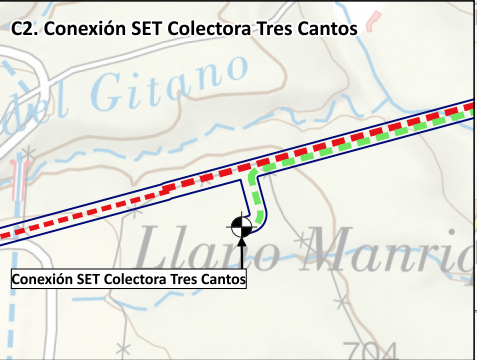 C2. Conexión SET Colectora Tres Cantos
del Gitano
Llano Manriq
Conexión SET Colectora Tres Cantos
704